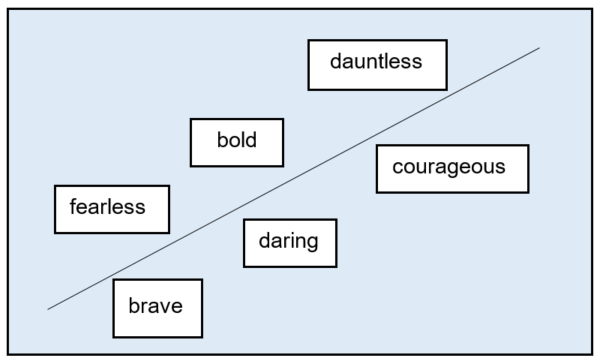 dauntless
bold
courageous
fearless
daring
brave